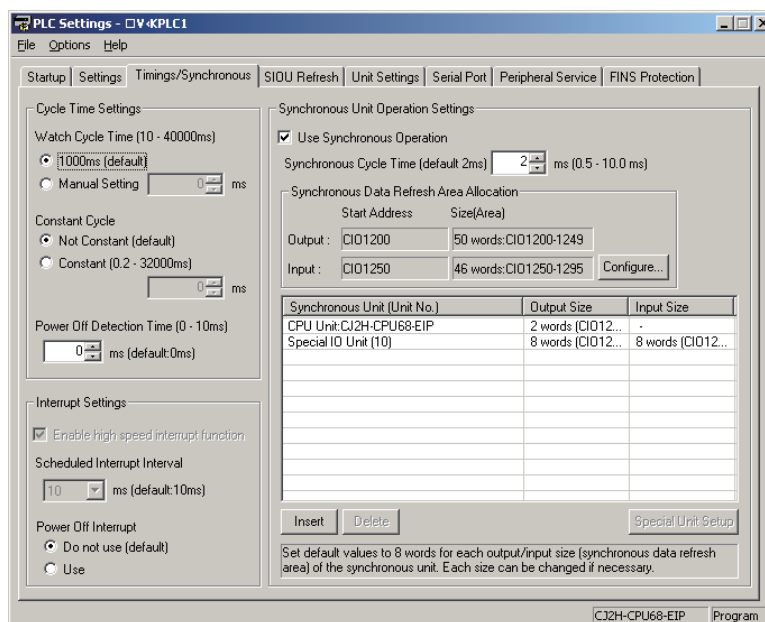 PLC Settings - □V‹KPLC1
File Options Help
Startup Settings Timings/Synchronous SIOU Refresh Unit Settings Serial Port Peripheral Service FINS Protection
Cycle Time Settings
Watch Cycle Time (10 - 40000ms)
1000ms (default)
Manual Setting 0 ms
Constant Cycle
Not Constant (default)
Constant (0.2 - 32000ms)
0 ms
Power Off Detection Time (0 - 10ms)
0 ms (default:0ms)
Interrupt Settings
Enable high speed interrupt function
Scheduled Interrupt Interval
10 ms (default:10ms)
Power Off Interrupt
Do not use (default)
Use
Synchronous Unit Operation Settings
Use Synchronous Operation
Synchronous Cycle Time (default 2ms) 2 ms (0.5 - 10.0 ms)
Synchronous Data Refresh Area Allocation
Start Address Size(Area)
Output : CIO1200 50 words:CIO1200-1249
Input : CIO1250 46 words:CIO1250-1295 Configure...
Synchronous Unit (Unit No.) Output Size Input Size
CPU Unit:CJ2H-CPU68-EIP 2 words (CIO12... -
Special IO Unit (10) 8 words (CIO12... 8 words (CIO12...
Insert Delete Special Unit Setup
Set default values to 8 words for each output/input size (synchronous data refresh
area) of the synchronous unit. Each size can be changed if necessary.
CJ2H-CPU68-EIP Program